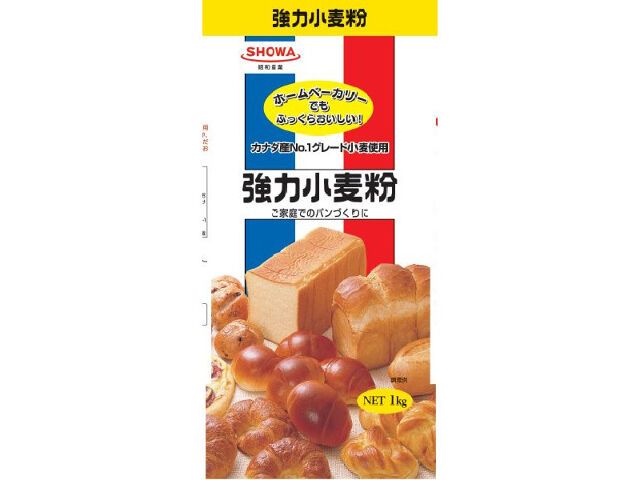 強力小麦粉
SHOWA
昭和産業
ホームベーカリー
でも
ふっくらおいしい!
カナダ産No.1グレード小麦使用
強力小麦粉
ご家庭でのパンづくりに
調理例
NET 1kg